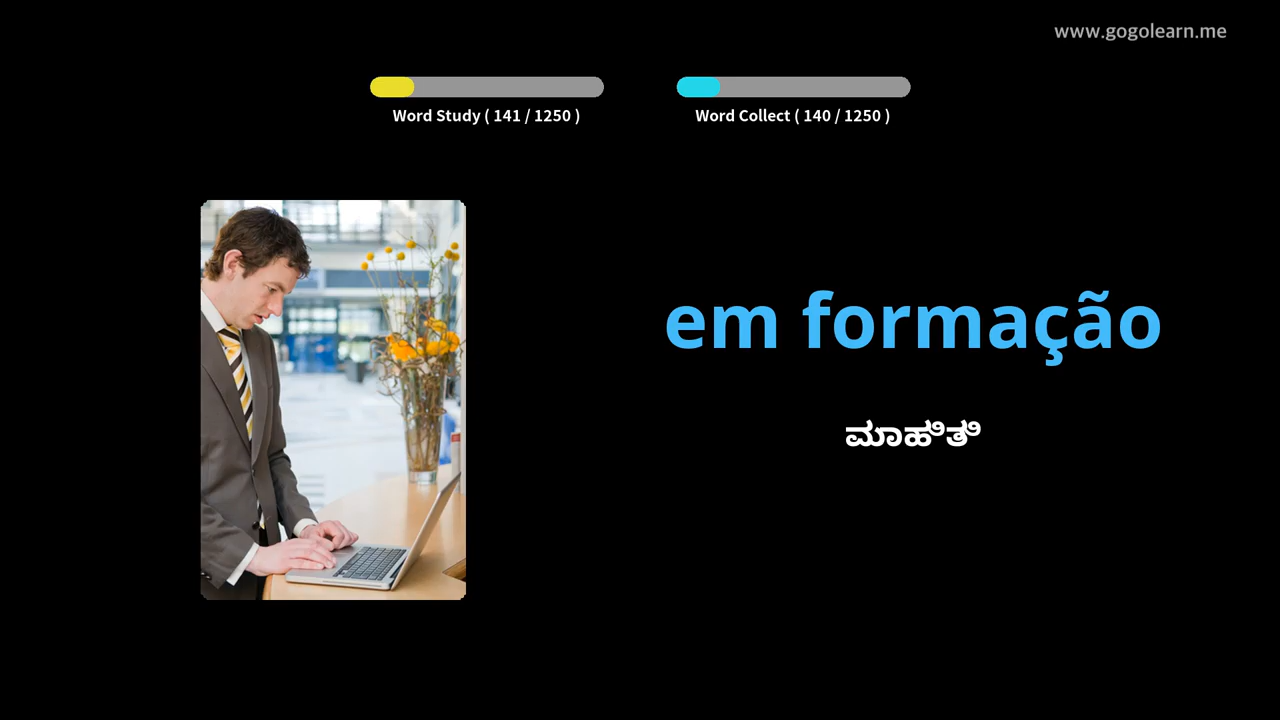 www.gogolearn.me
Word Study ( 141 / 1250 )
Word Collect ( 140 / 1250 )
em formação
ಮಾಹಿತಿ